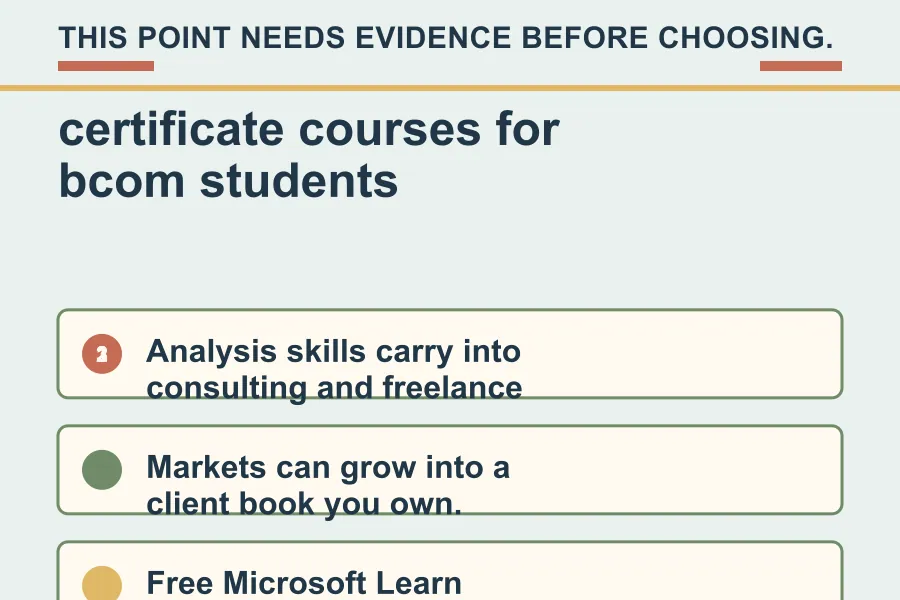 THIS POINT NEEDS EVIDENCE BEFORE CHOOSING.
certificate courses for
bcom students
Analysis skills carry into
consulting and freelance
Markets can grow into a
client book you own.
Free Microsoft Learn